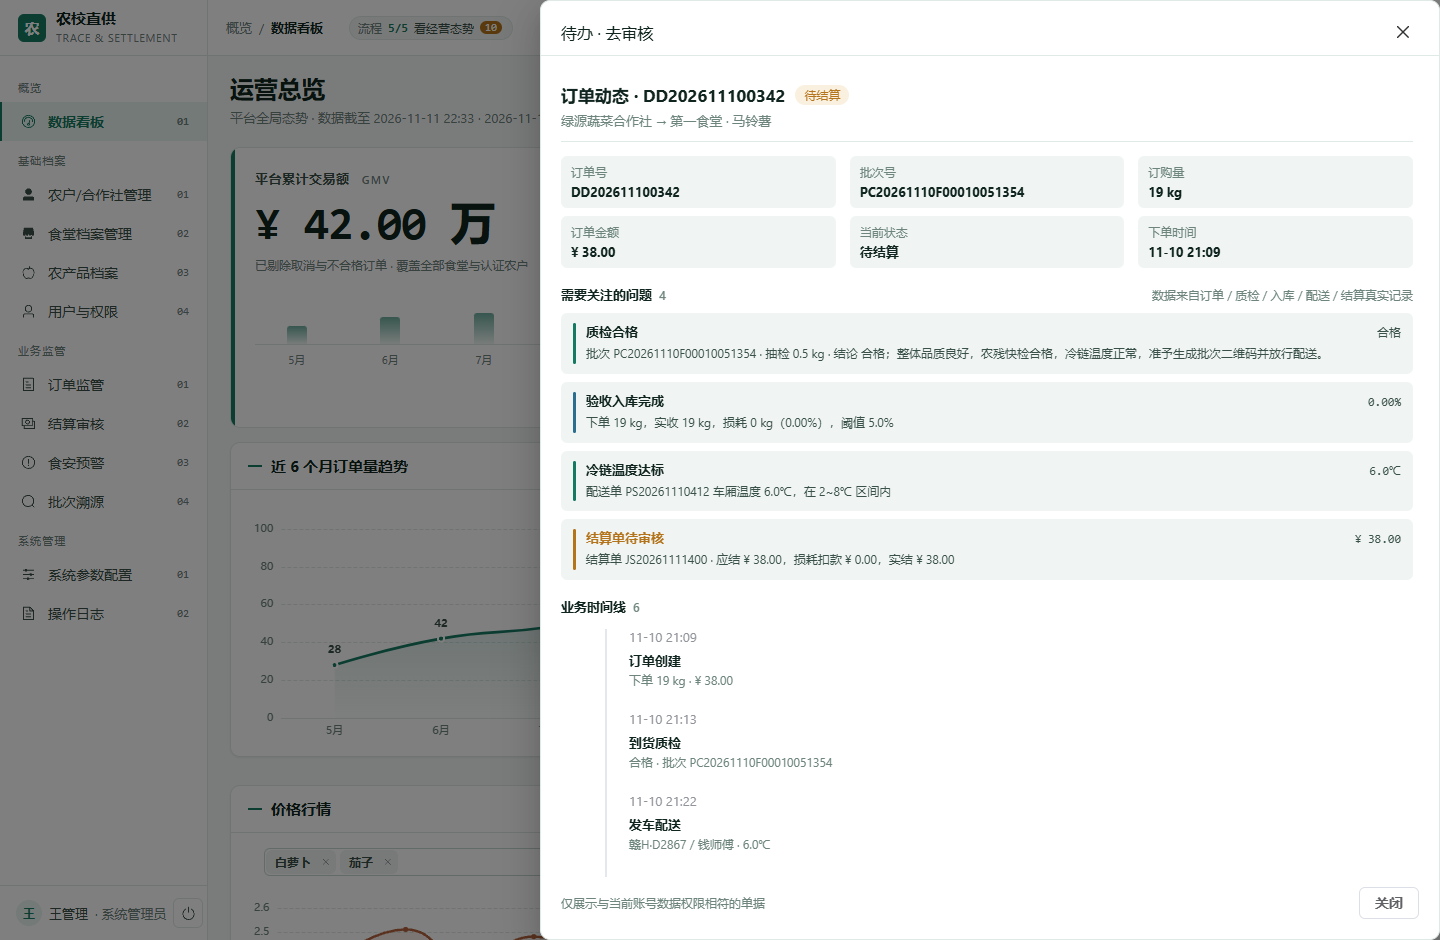 农校直供
TRACE & SETTLEMENT
概览
数据看板 01
基础档案
农户/合作社管理 01
食堂档案管理 02
农产品档案 03
用户与权限 04
业务监管
订单监管 01
结算审核 02
食安预警 03
批次溯源 04
系统管理
系统参数配置 01
操作日志 02
王 王管理 · 系统管理员
概览 / 数据看板 流程 5/5 看经营态势 10
运营总览
平台全局态势 · 数据截至 2026-11-11 22:33 · 2026-11-
平台累计交易额 GMV
¥ 42.00 万
已剔除取消与不合格订单 · 覆盖全部食堂与认证农户
5月 6月 7月
近 6 个月订单量趋势
100
80
60
40
20
0
28
42
5月 6月
价格行情
白萝卜 × 茄子 ×
2.6
2.5
待办 · 去审核
订单动态 · DD202611100342 待结算
绿源蔬菜合作社 → 第一食堂 · 马铃薯
订单号
DD202611100342
批次号
PC20261110F00010051354
订购量
19 kg
订单金额
¥ 38.00
当前状态
待结算
下单时间
11-10 21:09
需要关注的问题 4 数据来自订单 / 质检 / 入库 / 配送 / 结算真实记录
质检合格 合格
批次 PC20261110F00010051354 · 抽检 0.5 kg · 结论 合格；整体品质良好，农残快检合格，冷链温度正常，准予生成批次二维码并放行配送。
验收入库完成 0.00%
下单 19 kg，实收 19 kg，损耗 0 kg（0.00%），阈值 5.0%
冷链温度达标 6.0℃
配送单 PS20261110412 车厢温度 6.0℃，在 2~8℃ 区间内
结算单待审核 ¥ 38.00
结算单 JS20261111400 · 应结 ¥ 38.00，损耗扣款 ¥ 0.00，实结 ¥ 38.00
业务时间线 6
11-10 21:09
订单创建
下单 19 kg · ¥ 38.00
11-10 21:13
到货质检
合格 · 批次 PC20261110F00010051354
11-10 21:22
发车配送
赣H·D2867 / 钱师傅 · 6.0℃
仅展示与当前账号数据权限相符的单据
关闭